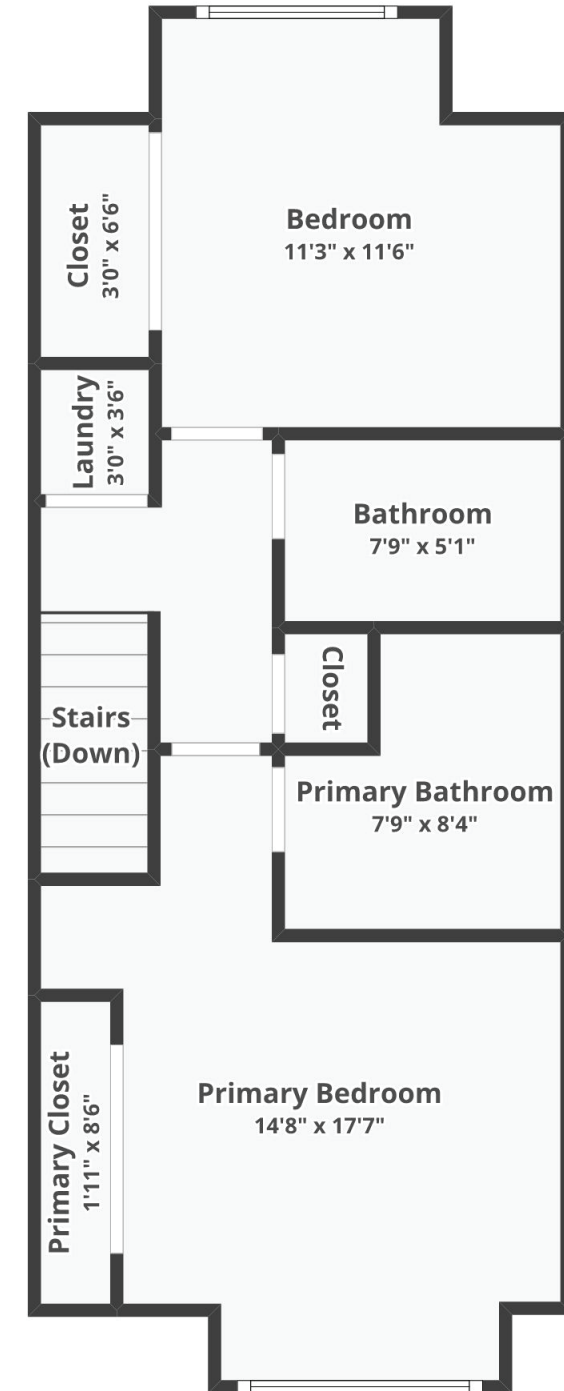 Bedroom
11'3" x 11'6"
Closet
3'0" x 6'6"
Laundry
3'0" x 3'6"
Bathroom
7'9" x 5'1"
Closet
Stairs
(Down)
Primary Bathroom
7'9" x 8'4"
Primary Bedroom
14'8" x 17'7"
Primary Closet
1'11" x 8'6"